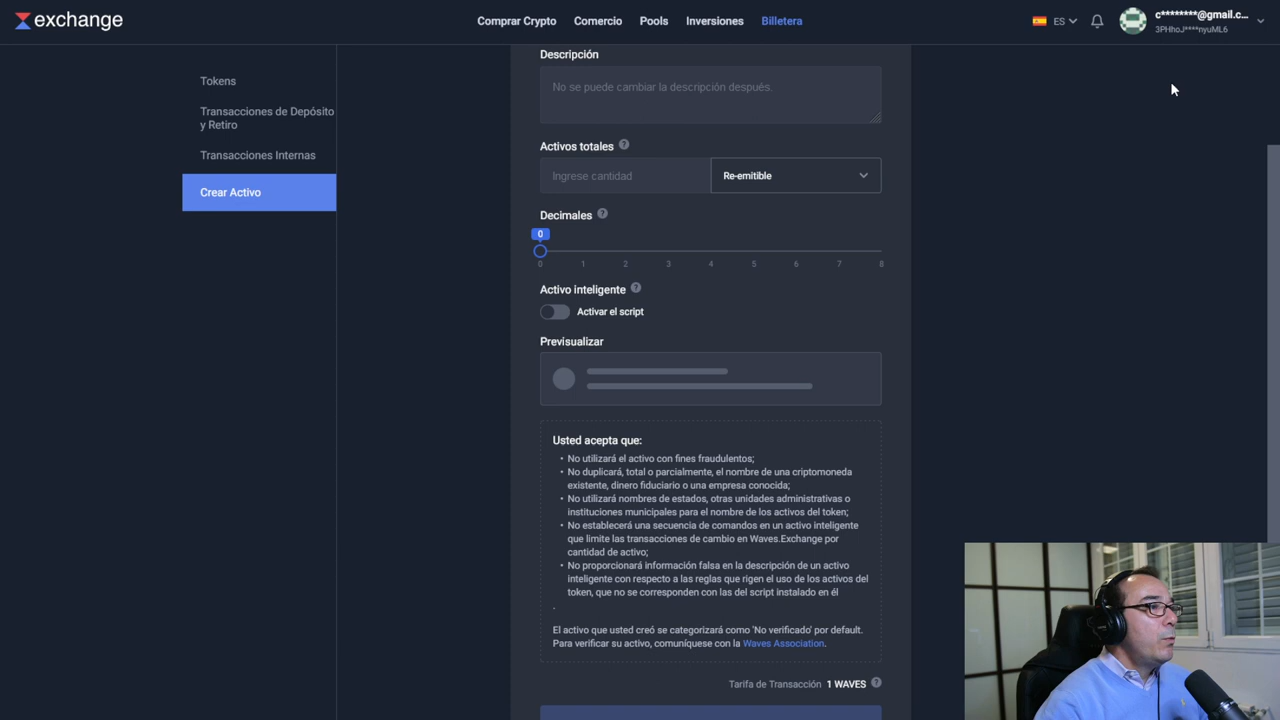 exchange
Comprar Crypto
Comercio
Pools
Inversiones
Billetera
ES
c********@gmail.c...
3PHhoJ****nyuML6
Tokens
Transacciones de Depósito
y Retiro
Transacciones Internas
Crear Activo
Descripción
No se puede cambiar la descripción después.
Activos totales ?
Ingrese cantidad
Re-emitible
Decimales ?
0
0 1 2 3 4 5 6 7 8
Activo inteligente ?
Activar el script
Previsualizar
Usted acepta que:
• No utilizará el activo con fines fraudulentos;
• No duplicará, total o parcialmente, el nombre de una criptomoneda
existente, dinero fiduciario o una empresa conocida;
• No utilizará nombres de estados, otras unidades administrativas o
instituciones municipales para el nombre de los activos del token;
• No establecerá una secuencia de comandos en un activo inteligente
que limite las transacciones de cambio en Waves.Exchange por
cantidad de activo;
• No proporcionará información falsa en la descripción de un activo
inteligente con respecto a las reglas que rigen el uso de los activos del
token, que no se corresponden con las del script instalado en él
.
El activo que usted creó se categorizará como 'No verificado' por default.
Para verificar su activo, comuníquese con la Waves Association.
Tarifa de Transacción 1 WAVES ?